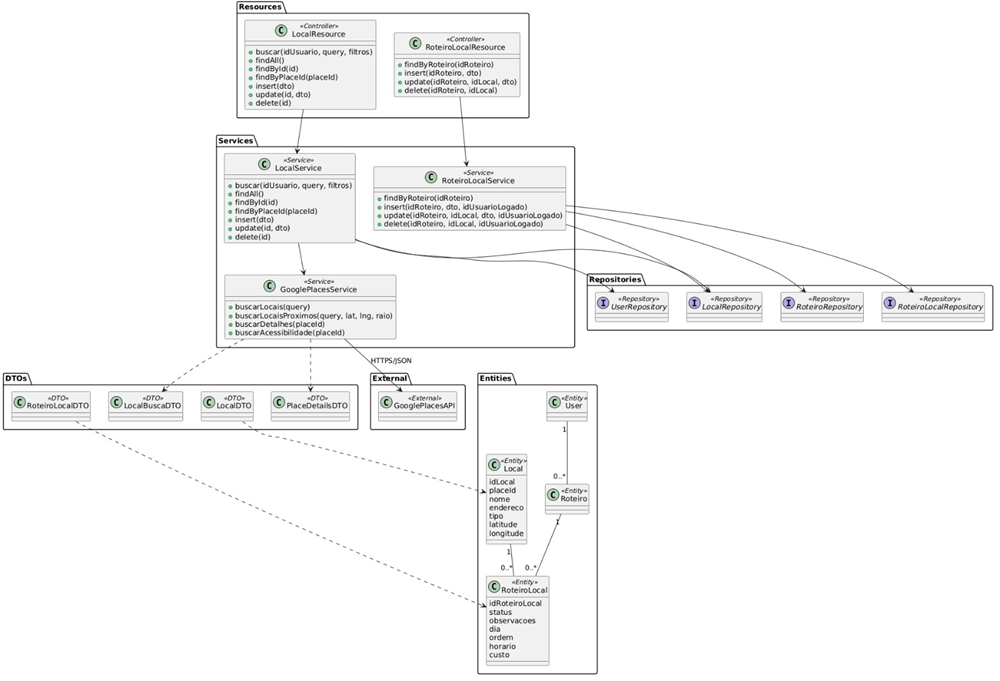 Resources
C «Controller» LocalResource
buscar(idUsuario, query, filtros)
findAll()
findById(id)
findByPlaceId(placeId)
insert(dto)
update(id, dto)
delete(id)
C «Controller» RoteiroLocalResource
findByRoteiro(idRoteiro)
insert(idRoteiro, dto)
update(idRoteiro, idLocal, dto)
delete(idRoteiro, idLocal)
Services
C «Service» LocalService
buscar(idUsuario, query, filtros)
findAll()
findById(id)
findByPlaceId(placeId)
insert(dto)
update(id, dto)
delete(id)
C «Service» RoteiroLocalService
findByRoteiro(idRoteiro)
insert(idRoteiro, dto, idUsuarioLogado)
update(idRoteiro, idLocal, dto, idUsuarioLogado)
delete(idRoteiro, idLocal, idUsuarioLogado)
C «Service» GooglePlacesService
buscarLocais(query)
buscarLocaisProximos(query, lat, lng, raio)
buscarDetalhes(placeId)
buscarAcessibilidade(placeId)
Repositories
I «Repository» UserRepository
I «Repository» LocalRepository
I «Repository» RoteiroRepository
I «Repository» RoteiroLocalRepository
HTTPS/JSON
DTOs
C «DTO» RoteiroLocalDTO
C «DTO» LocalBuscaDTO
C «DTO» LocalDTO
C «DTO» PlaceDetailsDTO
External
C «External» GooglePlacesAPI
Entities
C «Entity» User
1
0..*
C «Entity» Local
idLocal
placeId
nome
endereco
tipo
latitude
longitude
C «Entity» Roteiro
1
1
0..*
0..*
C «Entity» RoteiroLocal
idRoteiroLocal
status
observacoes
dia
ordem
horario
custo